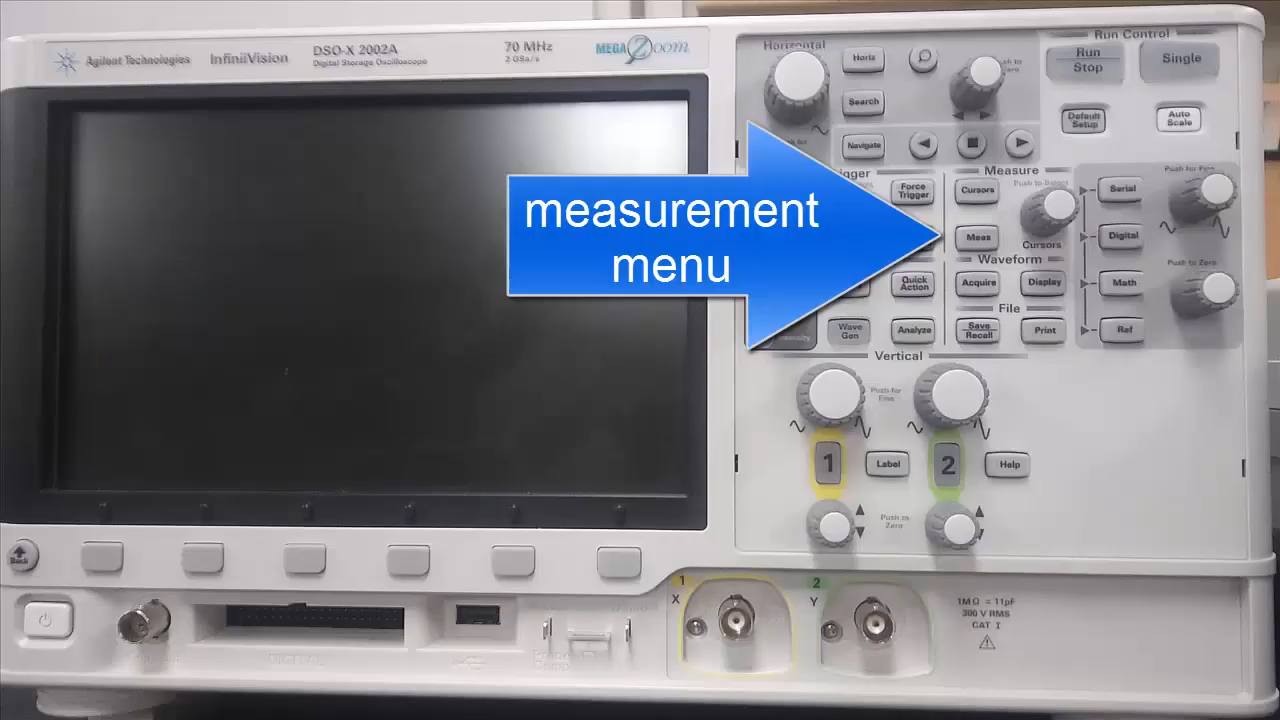 Agilent Technologies InfiniiVision DSO-X 2002A 70 MHz MEGA Zoom
Digital Storage Oscilloscope 2 GSa/s
Horizontal
Horiz
Search
Navigate
Run Control
Run
Stop
Single
Default
Setup
Auto
Scale
Force
Trigger
Measure
Cursors
Push to Select
Meas
Cursors
Waveform
Quick
Action
Acquire
Display
File
Wave
Gen
Analyze
Save
Recall
Print
Serial
Digital
Math
Ref
Push to Zero
measurement
menu
Vertical
Push for
Fine
1
Label
2
Help
Push to
Zero
Back
1
X
2
Y
1MΩ = 11pF
300 V RMS
CAT I
DIGITAL